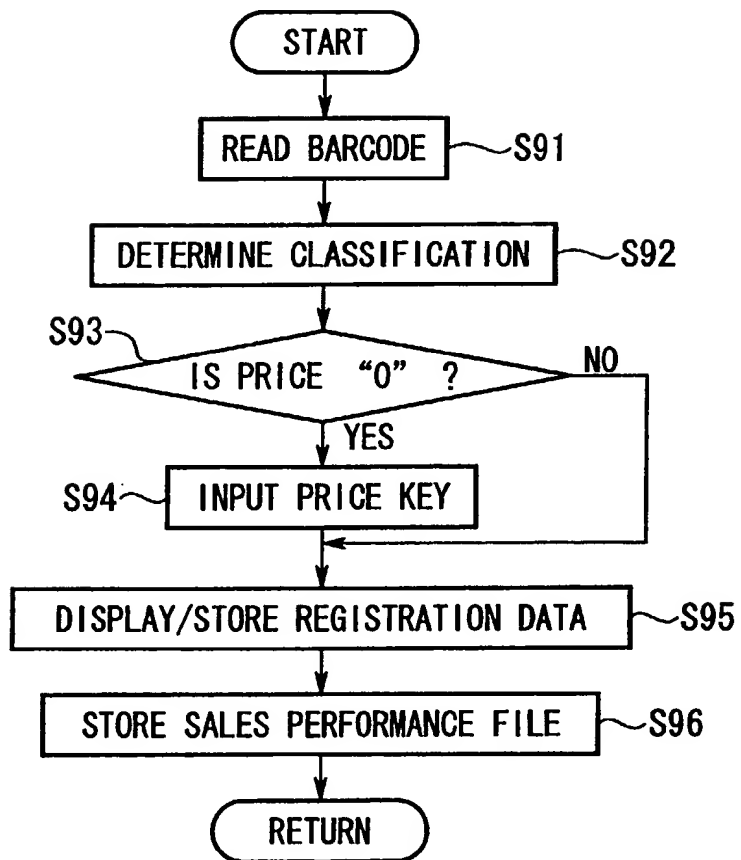 START
READ BARCODE
S91
DETERMINE CLASSIFICATION
S92
S93
IS PRICE "0" ?
NO
YES
S94
INPUT PRICE KEY
DISPLAY/STORE REGISTRATION DATA
S95
STORE SALES PERFORMANCE FILE
S96
RETURN